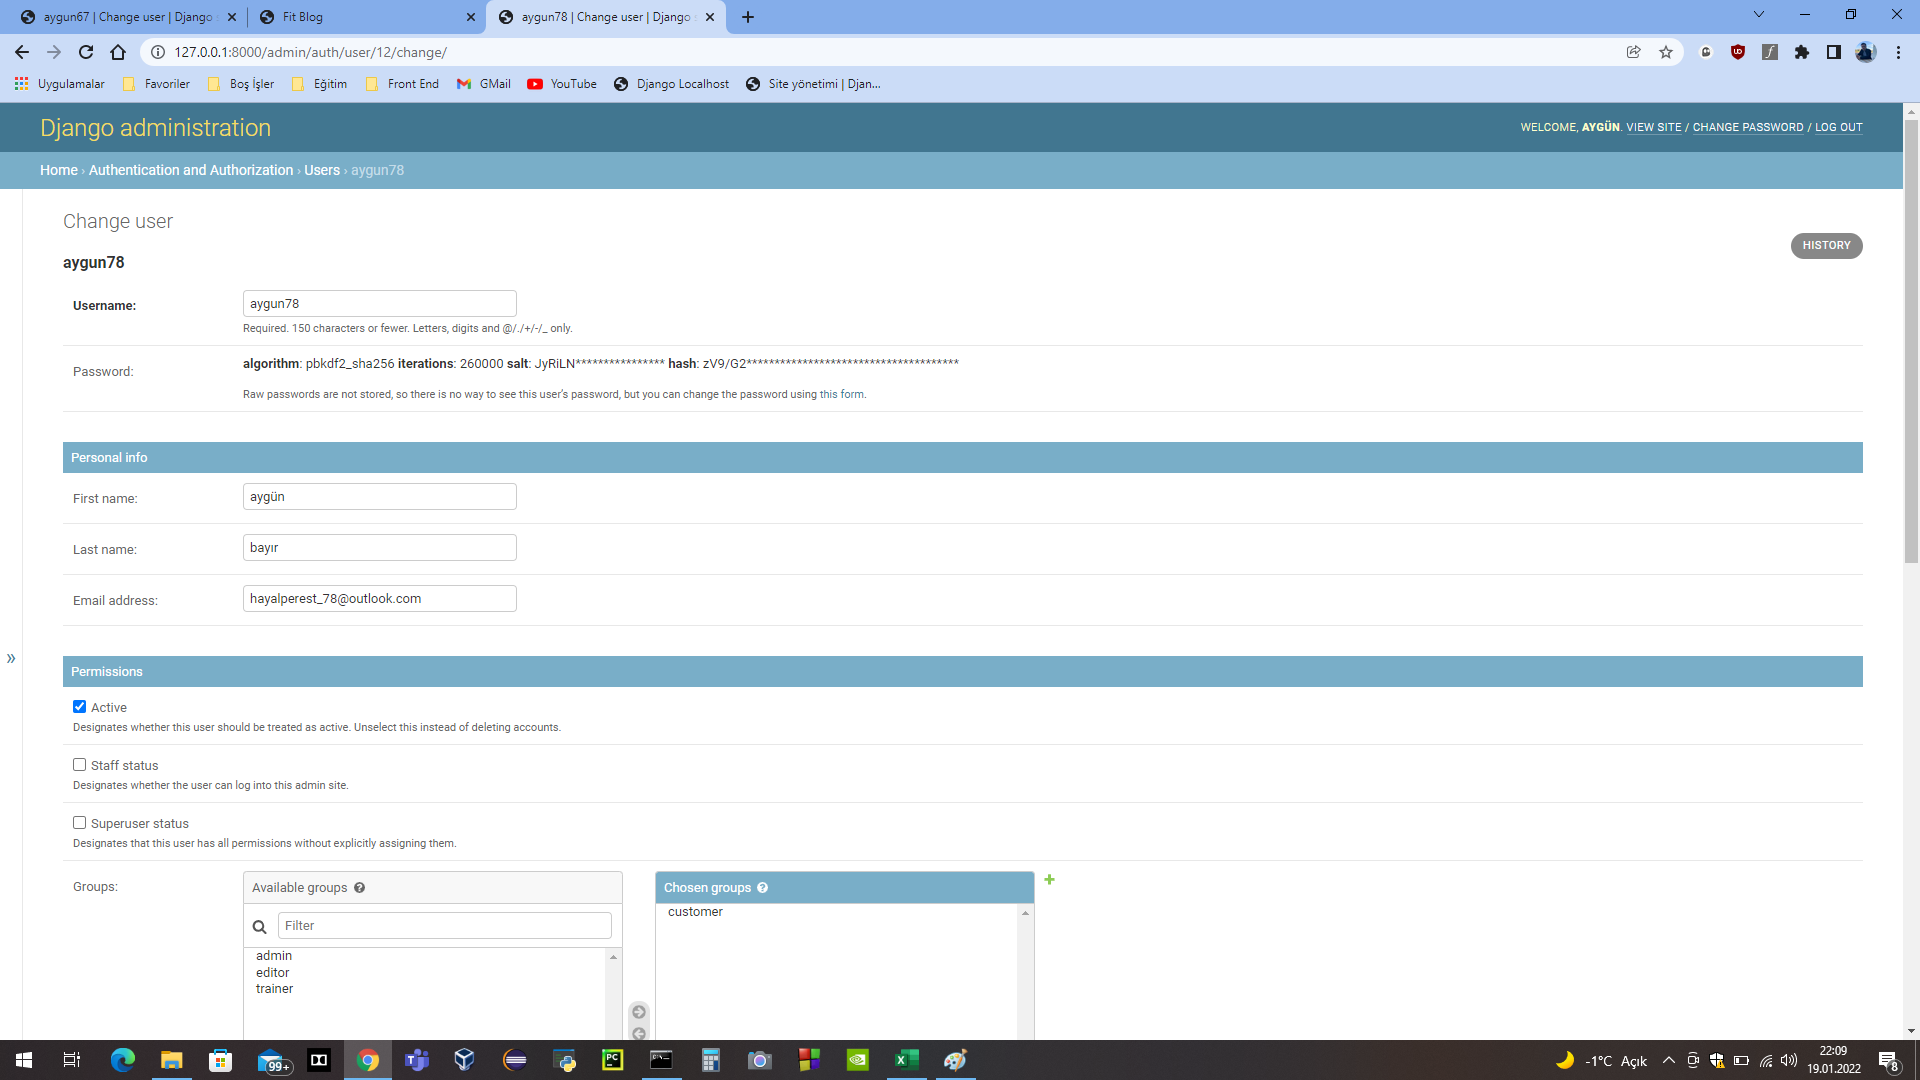 aygun67 | Change user | Django
Fit Blog
aygun78 | Change user | Django
127.0.0.1:8000/admin/auth/user/12/change/
Uygulamalar
Favoriler
Boş İşler
Eğitim
Front End
GMail
YouTube
Django Localhost
Site yönetimi | Djan...
Django administration
WELCOME, AYGÜN. VIEW SITE / CHANGE PASSWORD / LOG OUT
Home › Authentication and Authorization › Users › aygun78
Change user
HISTORY
aygun78
Username:
aygun78
Required. 150 characters or fewer. Letters, digits and @/./+/-/_ only.
Password:
algorithm: pbkdf2_sha256 iterations: 260000 salt: JyRiLN**************** hash: zV9/G2**************************************
Raw passwords are not stored, so there is no way to see this user's password, but you can change the password using this form.
Personal info
First name:
aygün
Last name:
bayır
Email address:
hayalperest_78@outlook.com
»
Permissions
Active
Designates whether this user should be treated as active. Unselect this instead of deleting accounts.
Staff status
Designates whether the user can log into this admin site.
Superuser status
Designates that this user has all permissions without explicitly assigning them.
Groups:
Available groups
Filter
admin
editor
trainer
Chosen groups
customer
99+
-1°C Açık
22:09
19.01.2022
8